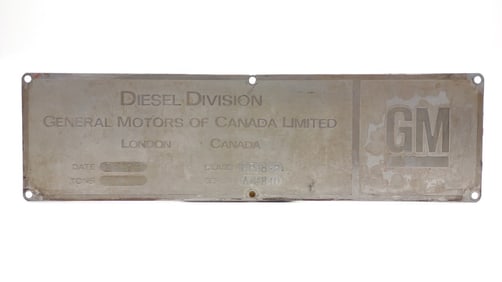 DIESEL DIVISION
GENERAL MOTORS OF CANADA LIMITED
LONDON CANADA
GM
DATE
TONS